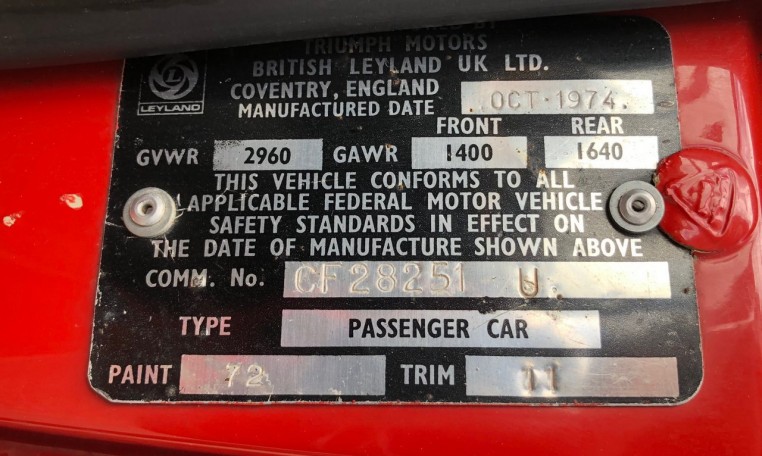 TRIUMPH MOTORS
BRITISH LEYLAND UK LTD.
COVENTRY, ENGLAND
LEYLAND
MANUFACTURED DATE OCT·1974.
FRONT REAR
GVWR 2960 GAWR 1400 1640
THIS VEHICLE CONFORMS TO ALL
APPLICABLE FEDERAL MOTOR VEHICLE
SAFETY STANDARDS IN EFFECT ON
THE DATE OF MANUFACTURE SHOWN ABOVE
COMM. No. CF28251 U
TYPE PASSENGER CAR
PAINT 72 TRIM 11